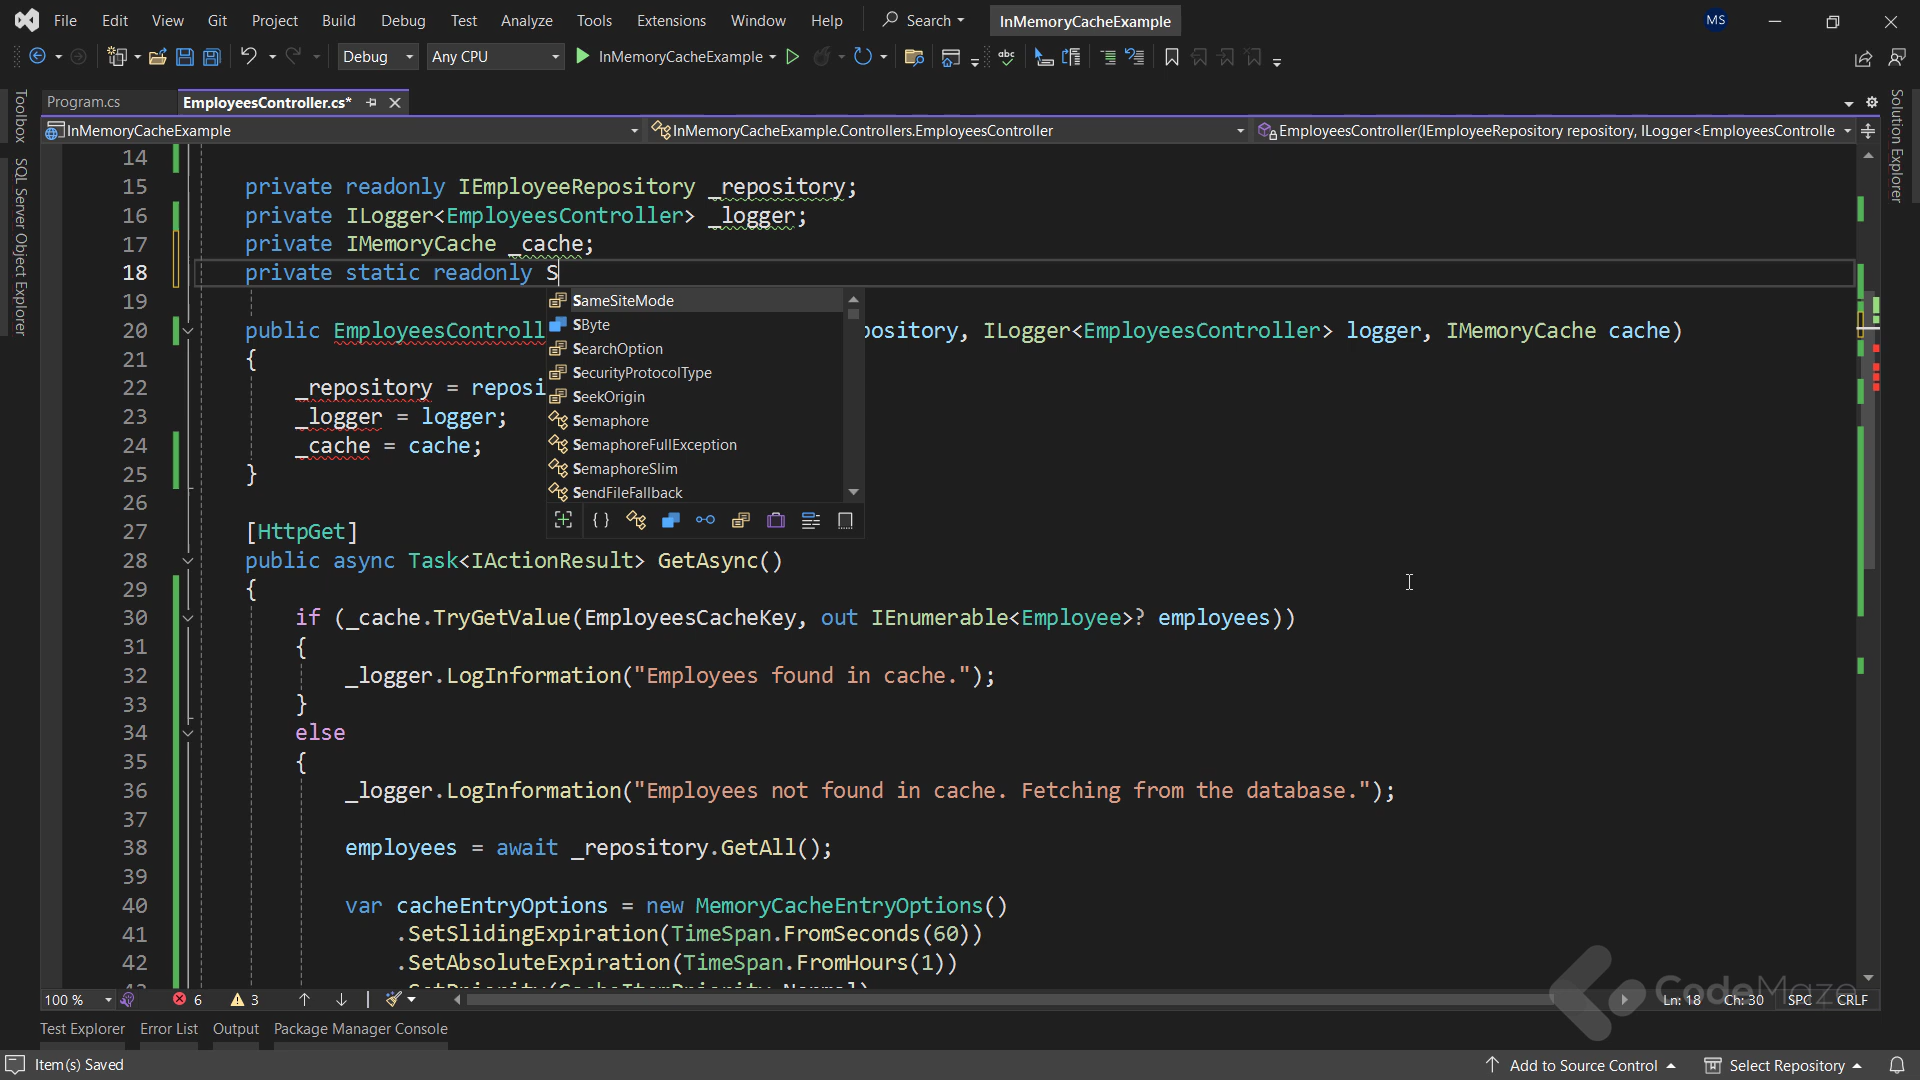 File Edit View Git Project Build Debug Test Analyze Tools Extensions Window Help Search InMemoryCacheExample MS
Debug Any CPU InMemoryCacheExample
Program.cs EmployeesController.cs*
InMemoryCacheExample InMemoryCacheExample.Controllers.EmployeesController EmployeesController(IEmployeeRepository repository, ILogger<EmployeesControlle
Toolbox
SQL Server Object Explorer
Solution Explorer
14
15 private readonly IEmployeeRepository _repository;
16 private ILogger<EmployeesController> _logger;
17 private IMemoryCache _cache;
18 private static readonly S
19
20 public EmployeesControll pository, ILogger<EmployeesController> logger, IMemoryCache cache)
21 {
22 _repository = reposi
23 _logger = logger;
24 _cache = cache;
25 }
26
27 [HttpGet]
28 public async Task<IActionResult> GetAsync()
29 {
30 if (_cache.TryGetValue(EmployeesCacheKey, out IEnumerable<Employee>? employees))
31 {
32 _logger.LogInformation("Employees found in cache.");
33 }
34 else
35 {
36 _logger.LogInformation("Employees not found in cache. Fetching from the database.");
37
38 employees = await _repository.GetAll();
39
40 var cacheEntryOptions = new MemoryCacheEntryOptions()
41 .SetSlidingExpiration(TimeSpan.FromSeconds(60))
42 .SetAbsoluteExpiration(TimeSpan.FromHours(1))
SameSiteMode
SByte
SearchOption
SecurityProtocolType
SeekOrigin
Semaphore
SemaphoreFullException
SemaphoreSlim
SendFileFallback
100 % 6 3 Ln: 18 Ch: 30 SPC CRLF
CodeMaze
Test Explorer Error List Output Package Manager Console
Item(s) Saved Add to Source Control Select Repository